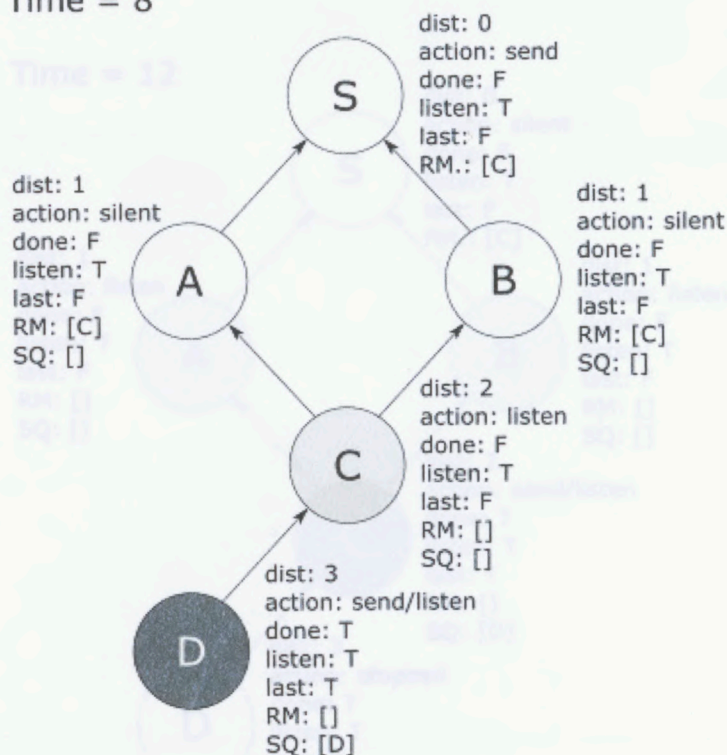 Time = 8
Time = 12
dist: 0
action: send
done: F
listen: T
last: F
RM.: [C]
S
dist: 1
action: silent
done: F
listen: T
last: F
RM: [C]
SQ: []
A
dist: 1
action: silent
done: F
listen: T
last: F
RM: [C]
SQ: []
B
dist: 2
action: listen
done: F
listen: T
last: F
RM: []
SQ: []
C
dist: 3
action: send/listen
done: T
listen: T
last: T
RM: []
SQ: [D]
D